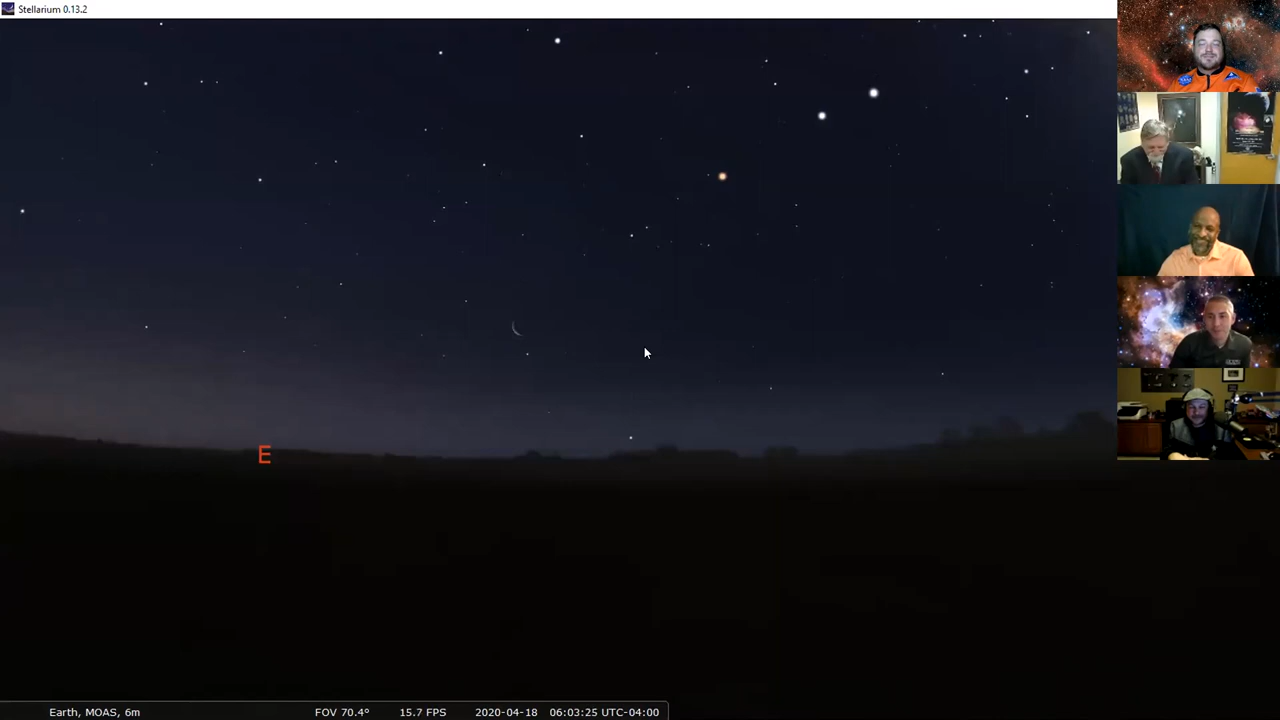 Stellarium 0.13.2
E
Earth, MOAS, 6m FOV 70.4° 15.7 FPS 2020-04-18 06:03:25 UTC-04:00